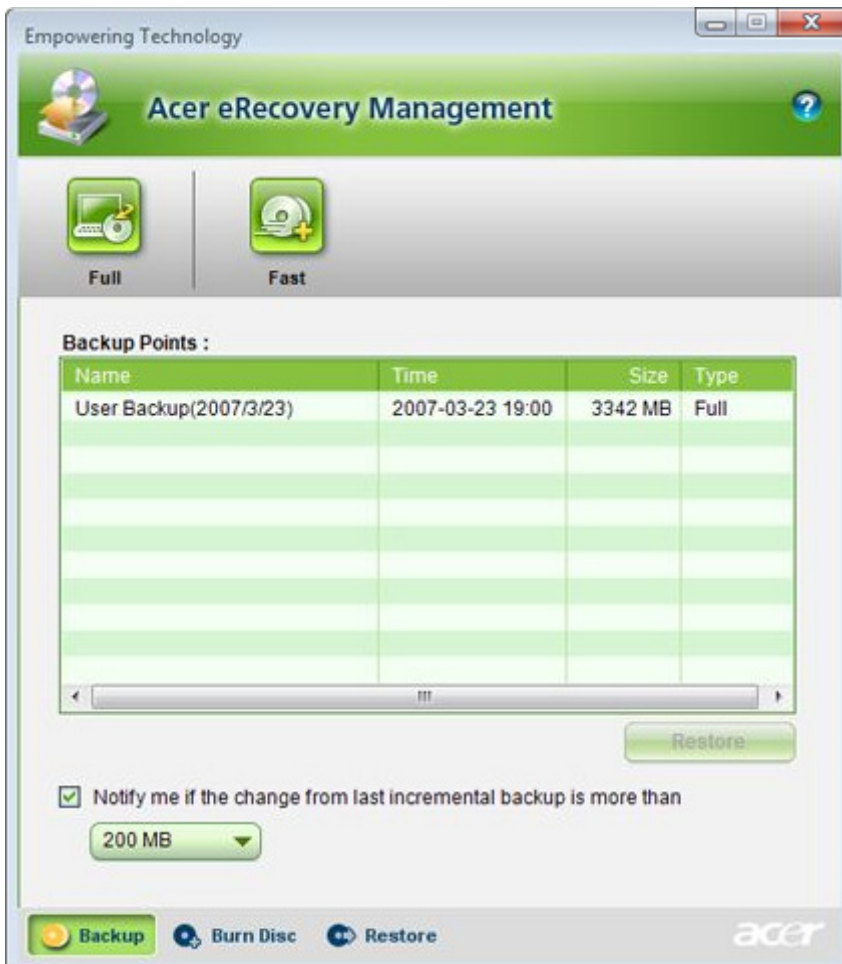 Empowering Technology
Acer eRecovery Management
?
Full Fast
Backup Points :
Name Time Size Type
User Backup(2007/3/23) 2007-03-23 19:00 3342 MB Full
Restore
Notify me if the change from last incremental backup is more than
200 MB
Backup Burn Disc Restore acer